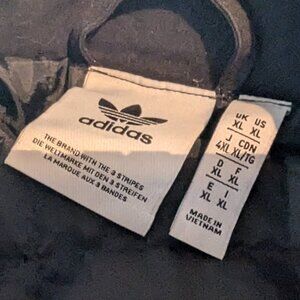 adidas
THE BRAND WITH THE 3 STRIPES
DIE WELTMARKE MIT DEN 3 STREIFEN
LA MARQUE AUX 3 BANDES
UK US
XL XL
J CDN
4XL XL/TG
D F
XL XL
E
XL XL
MADE IN
VIETNAM